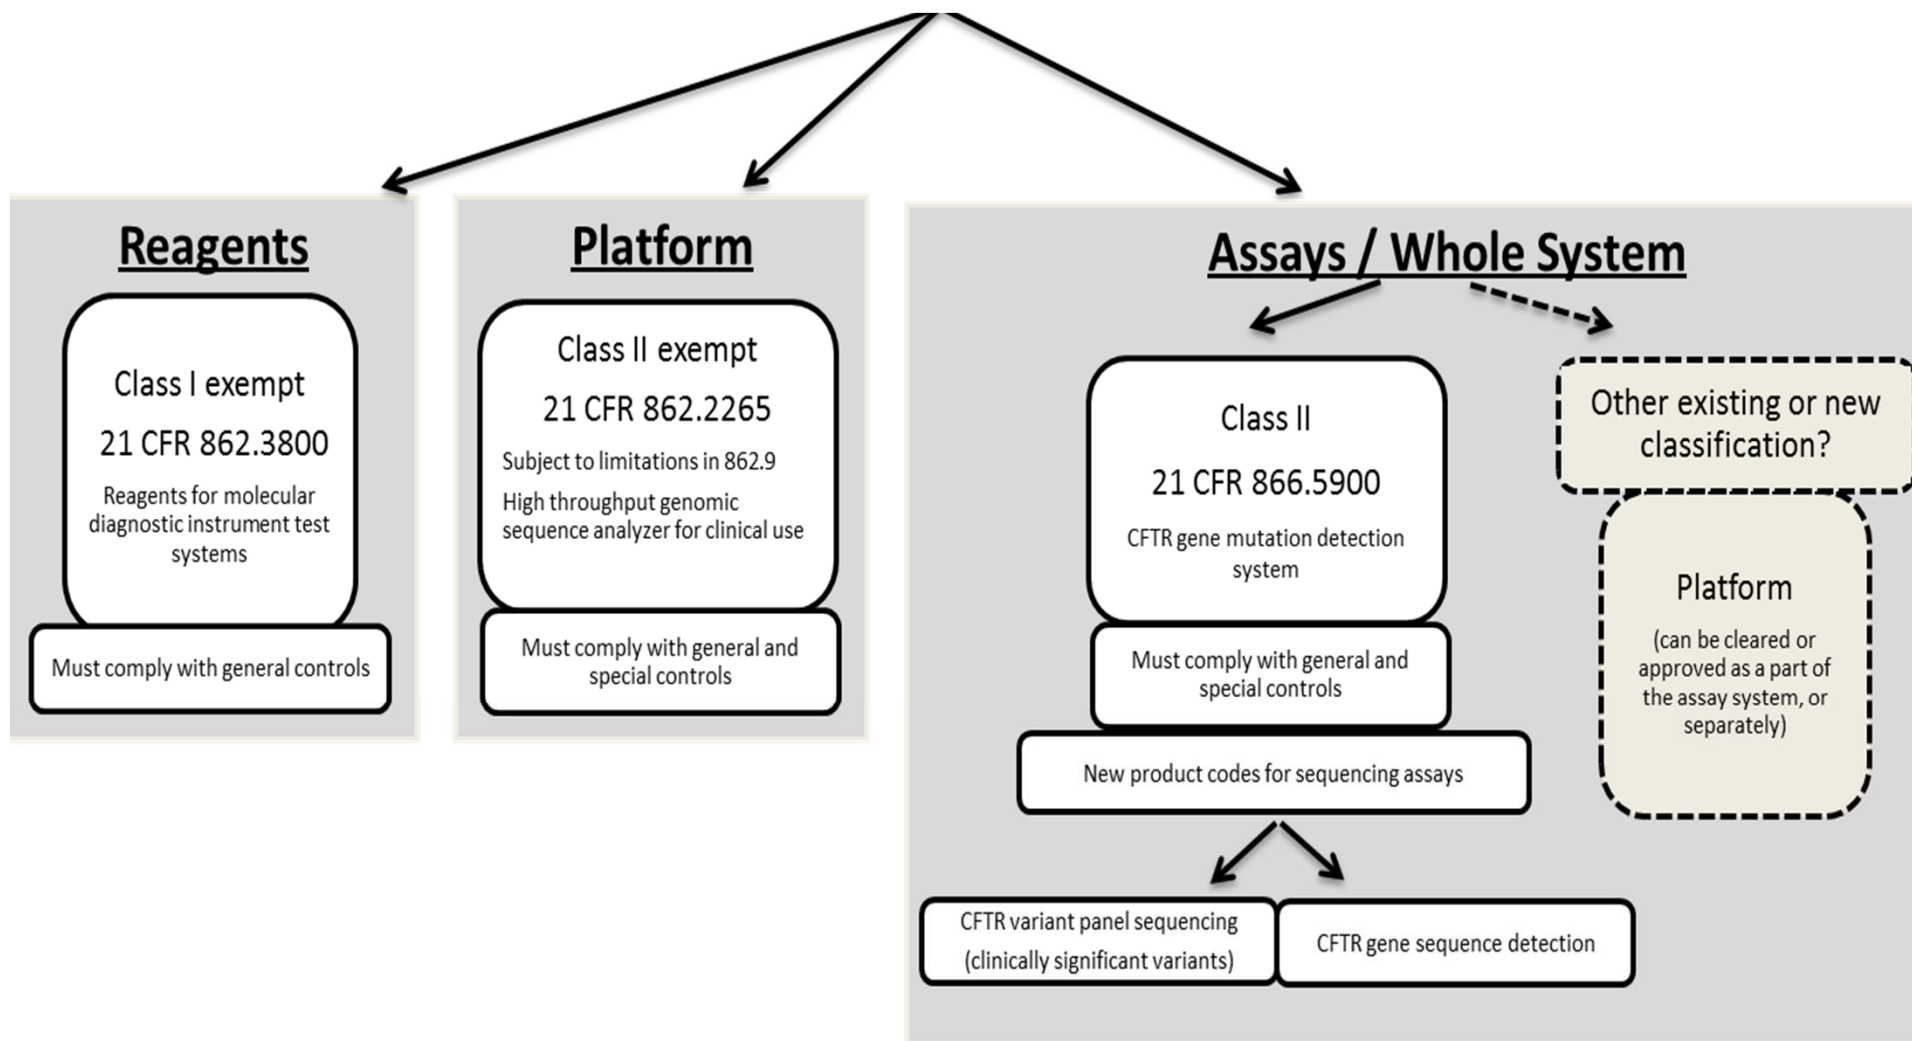 Reagents
Class I exempt
21 CFR 862.3800
Reagents for molecular
diagnostic instrument test
systems
Must comply with general controls
Platform
Class II exempt
21 CFR 862.2265
Subject to limitations in 862.9
High throughput genomic
sequence analyzer for clinical use
Must comply with general and
special controls
Assays / Whole System
Class II
21 CFR 866.5900
CFTR gene mutation detection
system
Must comply with general and
special controls
New product codes for sequencing assays
CFTR variant panel sequencing
(clinically significant variants)
CFTR gene sequence detection
Other existing or new
classification?
Platform
(can be cleared or
approved as a part of
the assay system, or
separately)